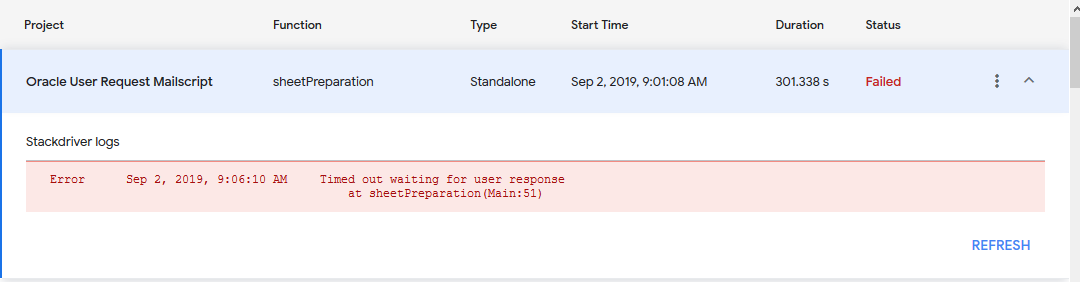 Project Function Type Start Time Duration Status
Oracle User Request Mailscript sheetPreparation Standalone Sep 2, 2019, 9:01:08 AM 301.338 s Failed
Stackdriver logs
Error Sep 2, 2019, 9:06:10 AM Timed out waiting for user response
at sheetPreparation(Main:51)
REFRESH